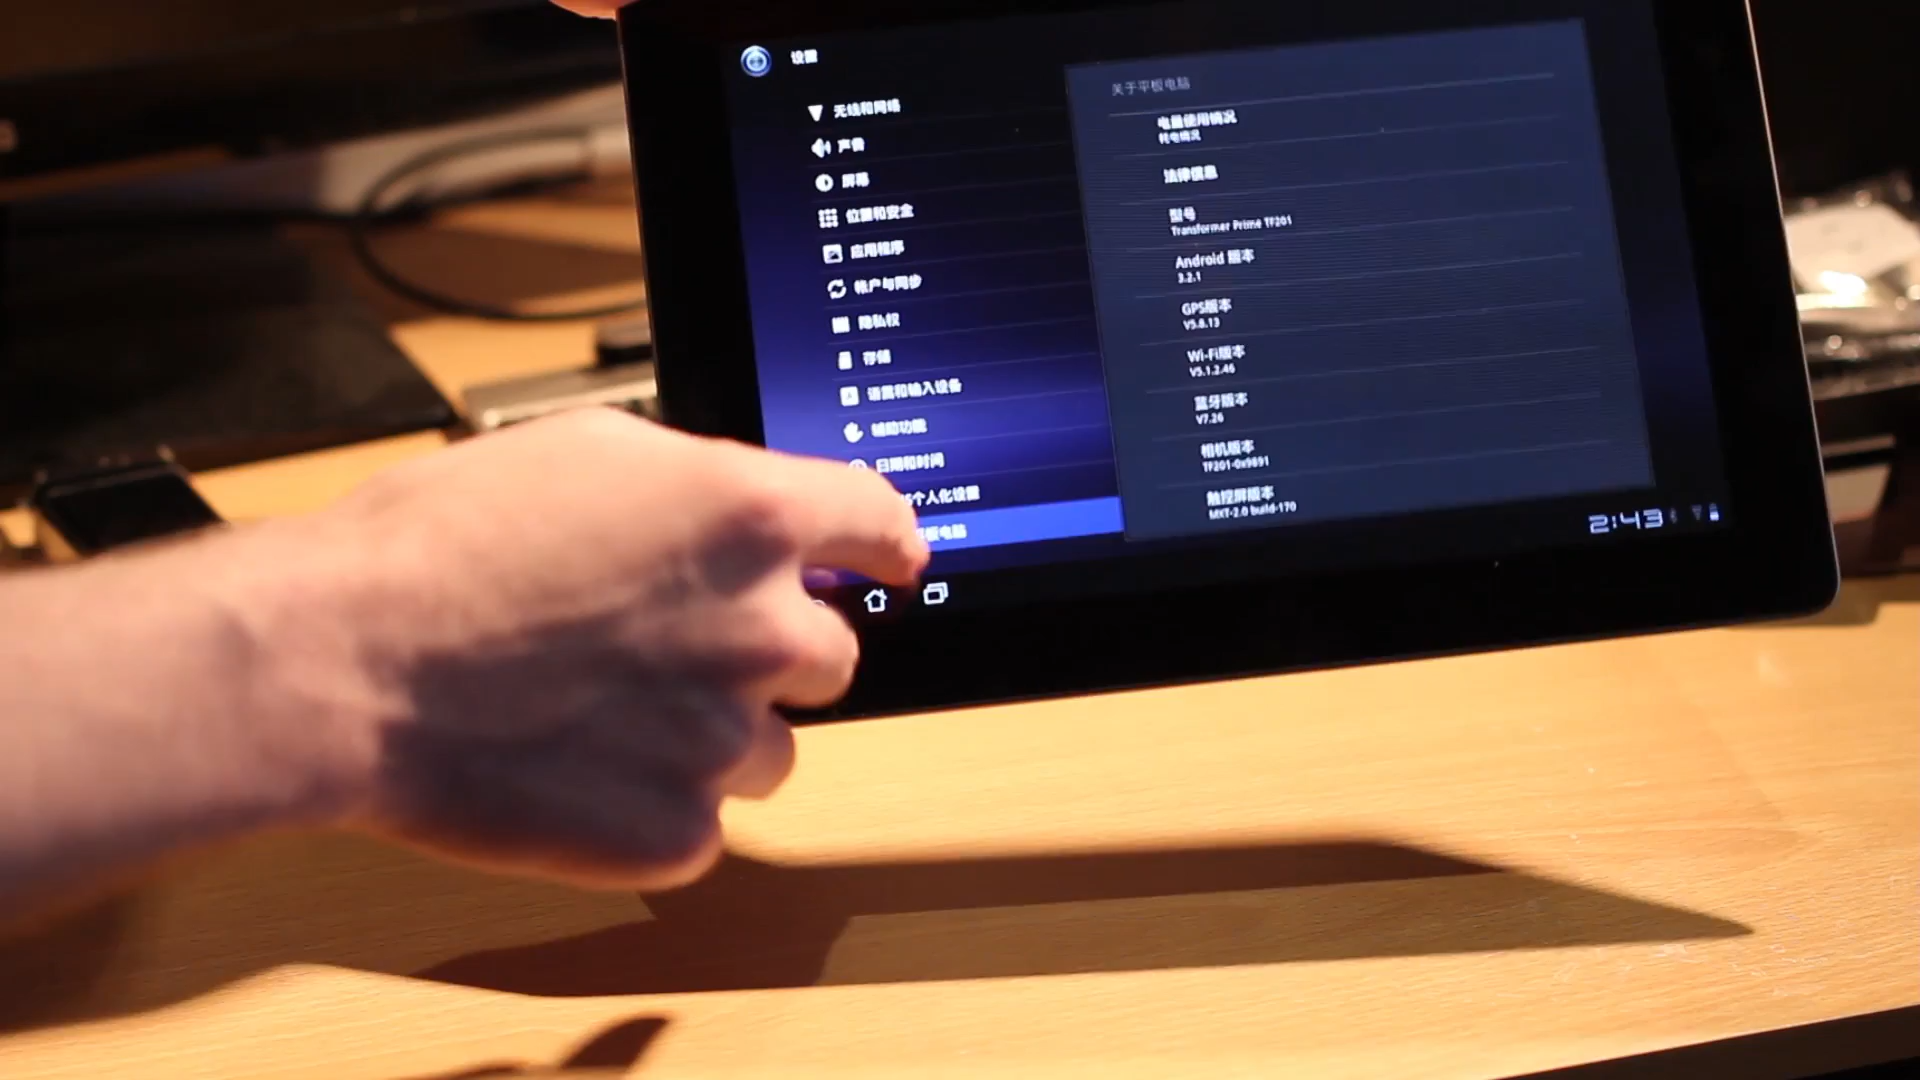 设置
无线和网络
声音
屏幕
位置和安全
应用程序
帐户与同步
隐私权
存储
语言和输入设备
辅助功能
日期和时间
个人化设置
板电脑
关于平板电脑
电量使用情况
耗电情况
法律信息
型号
Transformer Prime TF201
Android 版本
3.2.1
GPS版本
V5.8.13
Wi-Fi版本
V5.1.2.46
蓝牙版本
V7.26
相机版本
TF201-0x9891
触控屏版本
MXT-2.0 build-170
2:43